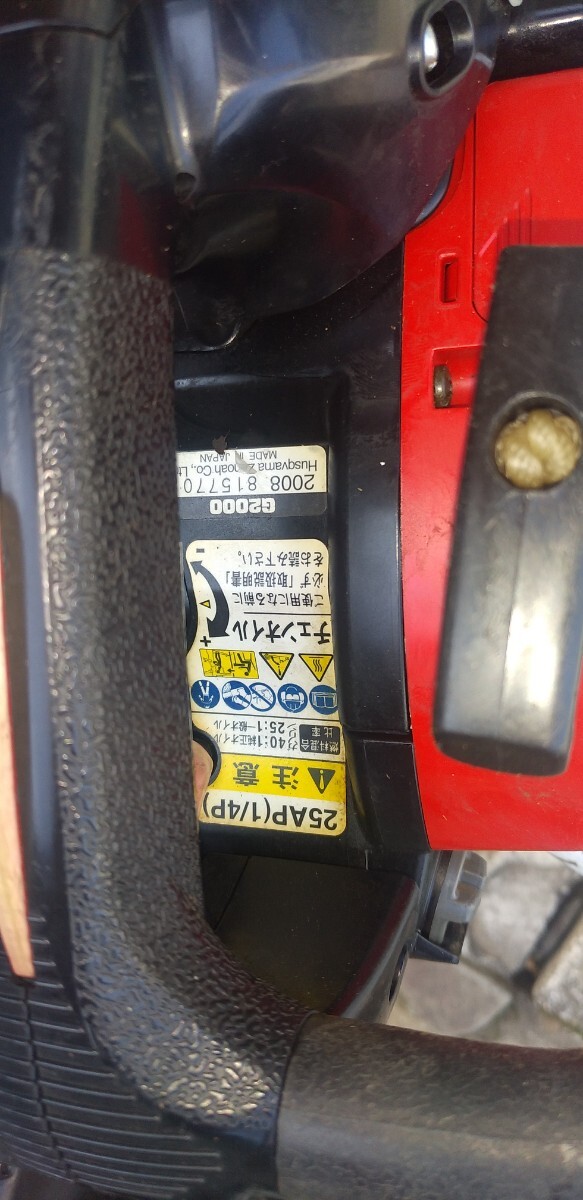 25AP(1/4P)
注意
燃料混合
比率
ガソリン
40:1純正オイル
25:1一般オイル
+
チェンオイル
ご使用になる前に
必ず「取扱説明書」
をお読み下さい。
-
G2000
2008 815770
Husqvarna Zenoah Co.,
MADE IN JAPAN